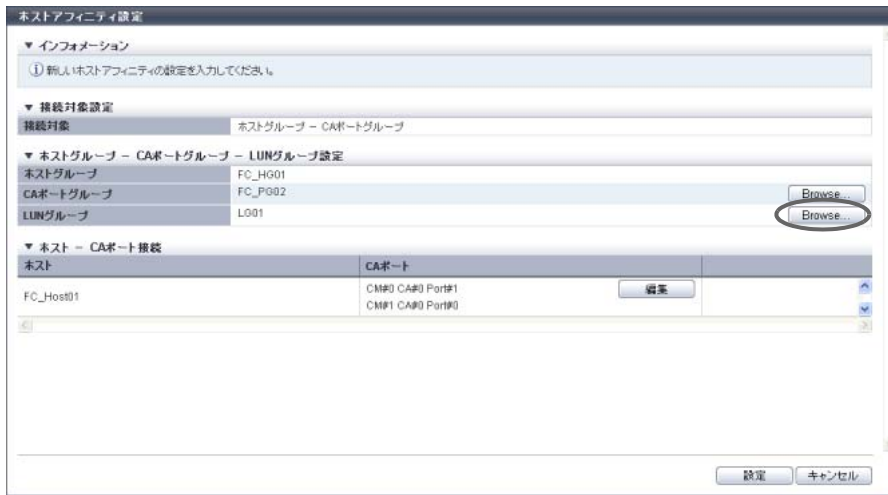 ホストアフィニティ設定
▼ インフォメーション
新しいホストアフィニティの設定を入力してください。
▼ 接続対象設定
接続対象 ホストグループ － CAポートグループ
▼ ホストグループ － CAポートグループ － LUNグループ設定
ホストグループ FC_HG01
CAポートグループ FC_PG02 Browse...
LUNグループ LG01 Browse...
▼ ホスト － CAポート接続
ホスト CAポート
FC_Host01 CM#0 CA#0 Port#1 編集
CM#1 CA#0 Port#0
設定 キャンセル